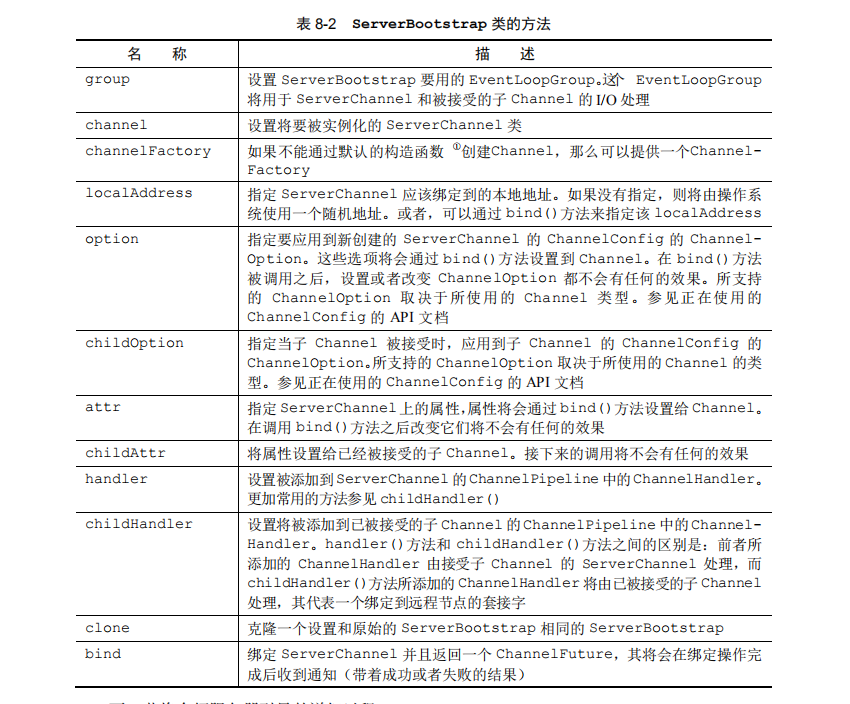 表 8-2 ServerBootstrap 类的方法
名 称 描 述
group 设置 ServerBootstrap 要用的 EventLoopGroup。这个 EventLoopGroup
将用于 ServerChannel 和被接受的子 Channel 的 I/O 处理
channel 设置将要被实例化的 ServerChannel 类
channelFactory 如果不能通过默认的构造函数①创建Channel，那么可以提供一个Channel-
Factory
localAddress 指定 ServerChannel 应该绑定到的本地地址。如果没有指定，则将由操作系
统使用一个随机地址。或者，可以通过 bind()方法来指定该 localAddress
option 指定要应用到新创建的 ServerChannel 的 ChannelConfig 的 Channel-
Option。这些选项将会通过 bind()方法设置到 Channel。在 bind()方法
被调用之后，设置或者改变 ChannelOption 都不会有任何的效果。所支持
的 ChannelOption 取决于所使用的 Channel 类型。参见正在使用的
ChannelConfig 的 API 文档
childOption 指定当子 Channel 被接受时，应用到子 Channel 的 ChannelConfig 的
ChannelOption。所支持的 ChannelOption 取决于所使用的 Channel 的类
型。参见正在使用的 ChannelConfig 的 API 文档
attr 指定 ServerChannel 上的属性，属性将会通过 bind()方法设置给 Channel。
在调用 bind()方法之后改变它们将不会有任何的效果
childAttr 将属性设置给已经被接受的子 Channel。接下来的调用将不会有任何的效果
handler 设置被添加到 ServerChannel 的 ChannelPipeline 中的 ChannelHandler。
更加常用的方法参见 childHandler()
childHandler 设置将被添加到已被接受的子 Channel 的 ChannelPipeline 中的 Channel-
Handler。handler()方法和 childHandler()方法之间的区别是：前者所
添加的 ChannelHandler 由接受子 Channel 的 ServerChannel 处理，而
childHandler()方法所添加的 ChannelHandler 将由已被接受的子 Channel
处理，其代表一个绑定到远程节点的套接字
clone 克隆一个设置和原始的 ServerBootstrap 相同的 ServerBootstrap
bind 绑定 ServerChannel 并且返回一个 ChannelFuture，其将会在绑定操作完
成后收到通知（带着成功或者失败的结果）